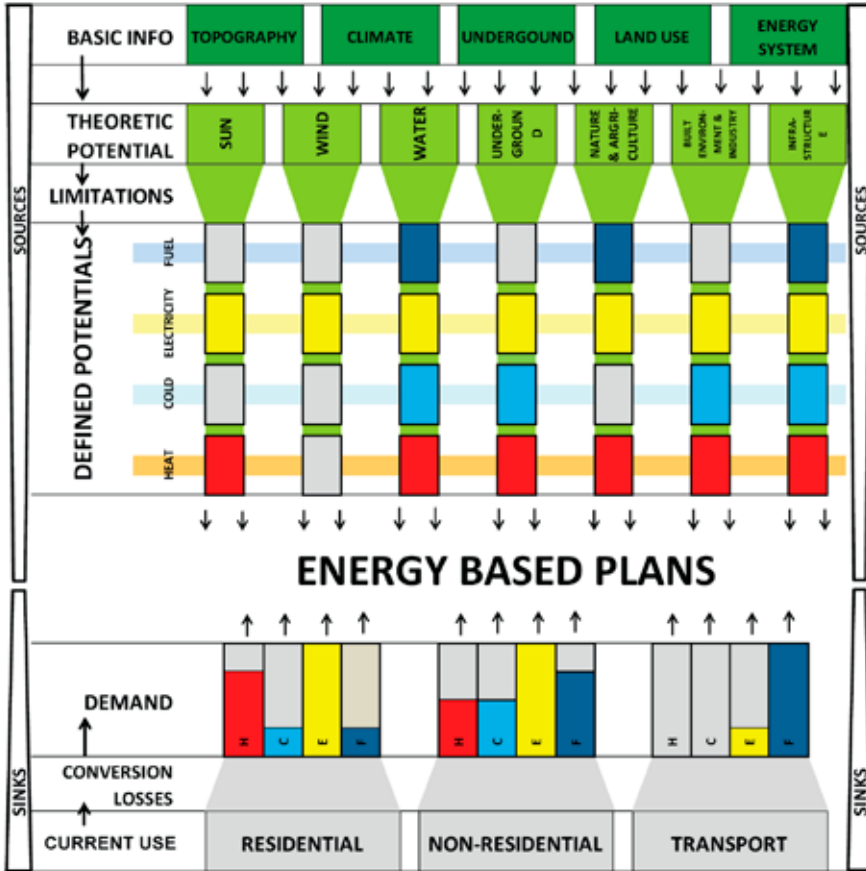 BASIC INFO
TOPOGRAPHY
CLIMATE
UNDERGOUND
LAND USE
ENERGY
SYSTEM
THEORETIC
POTENTIAL
SUN
WIND
WATER
UNDER-
GROUN
D
NATURE
& ARGRI-
CULTURE
BUILT
ENVIRON-
MENT &
INDUSTRY
INFRA-
STRUCTUR
E
LIMITATIONS
SOURCES
SOURCES
DEFINED POTENTIALS
FUEL
ELECTRICITY
COLD
HEAT
ENERGY BASED PLANS
SINKS
SINKS
DEMAND
H
C
E
F
H
C
E
F
H
C
E
F
CONVERSION
LOSSES
CURRENT USE
RESIDENTIAL
NON-RESIDENTIAL
TRANSPORT